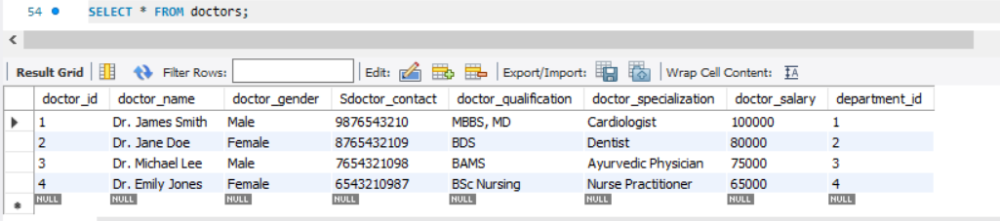 54 SELECT * FROM doctors;
Result Grid Filter Rows: Edit: Export/Import: Wrap Cell Content: IA
doctor_id doctor_name doctor_gender Sdoctor_contact doctor_qualification doctor_specialization doctor_salary department_id
1 Dr. James Smith Male 9876543210 MBBS, MD Cardiologist 100000 1
2 Dr. Jane Doe Female 8765432109 BDS Dentist 80000 2
3 Dr. Michael Lee Male 7654321098 BAMS Ayurvedic Physician 75000 3
4 Dr. Emily Jones Female 6543210987 BSc Nursing Nurse Practitioner 65000 4
NULL NULL NULL NULL NULL NULL NULL NULL